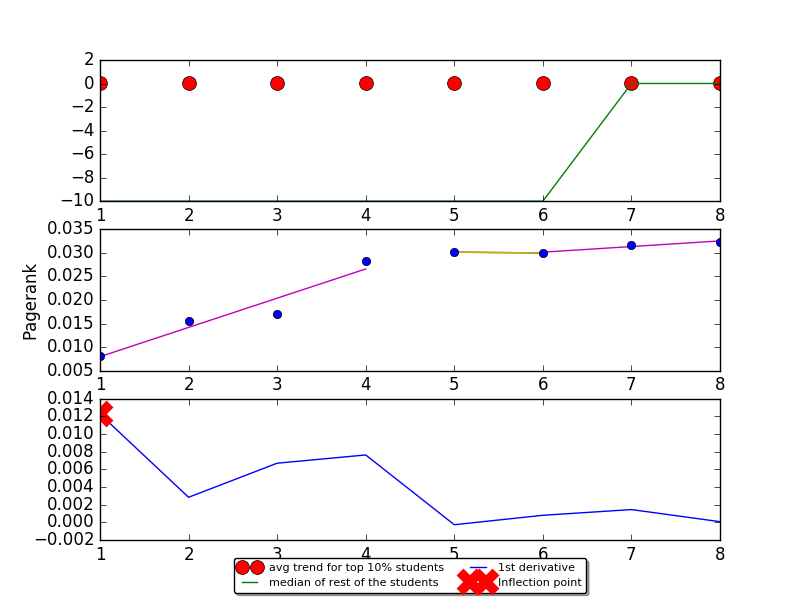 2
0
−2
−4
−6
−8
−10
1 2 3 4 5 6 7 8
0.035
0.030
0.025
0.020
0.015
0.010
0.005
Pagerank
1 2 3 4 5 6 7 8
0.014
0.012
0.010
0.008
0.006
0.004
0.002
0.000
−0.002
1 2 3 4 5 6 7 8
avg trend for top 10% students
median of rest of the students
1st derivative
Inflection point